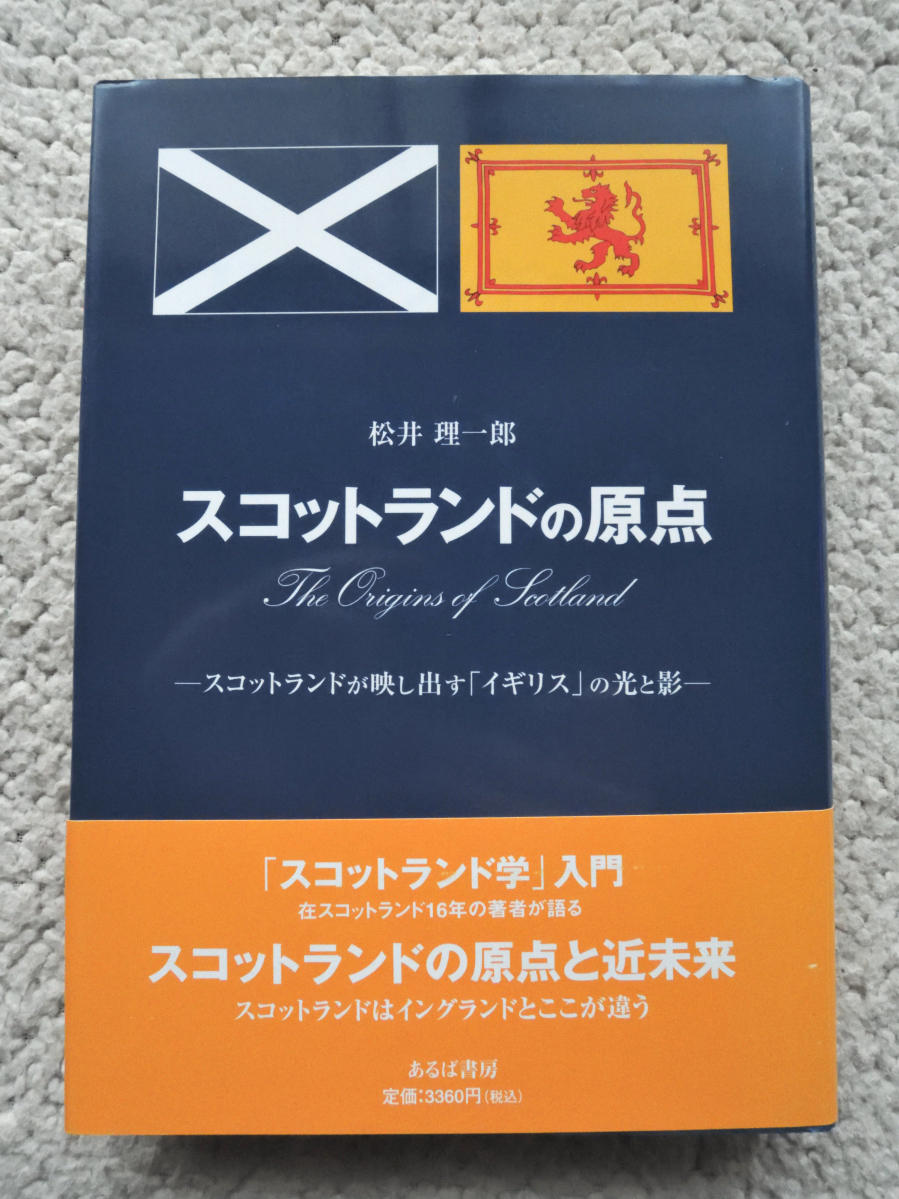 松井 理一郎
スコットランドの原点
The Origins of Scotland
―スコットランドが映し出す「イギリス」の光と影―
「スコットランド学」入門
在スコットランド16年の著者が語る
スコットランドの原点と近未来
スコットランドはイングランドとここが違う
あるば書房
定価:3360円(税込)